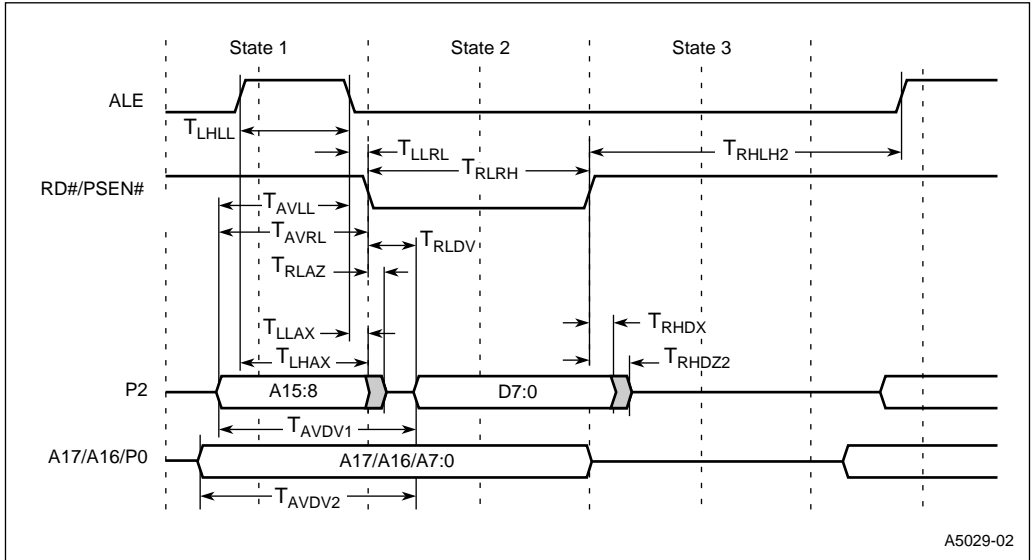 State 1 State 2 State 3
ALE
TLHLL TLLRL TRHLH2
TRLRH
RD#/PSEN#
TAVLL
TAVRL TRLDV
TRLAZ
TLLAX TRHDX
TLHAX TRHDZ2
P2 A15:8 D7:0
TAVDV1
A17/A16/P0 A17/A16/A7:0
TAVDV2
A5029-02